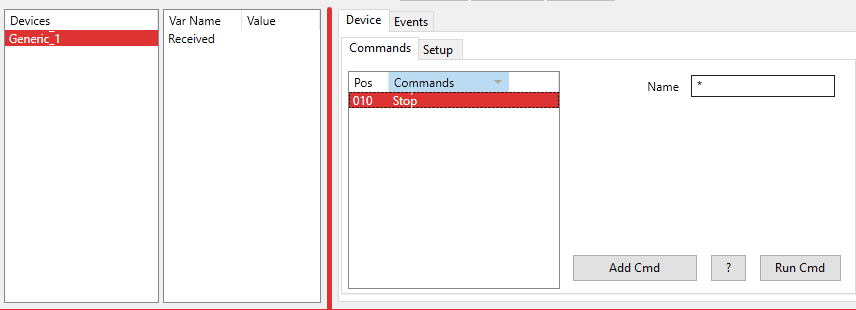 Devices
Generic_1
Var Name Value
Received
Device Events
Commands Setup
Pos Commands
010 Stop
Name *
Add Cmd ? Run Cmd